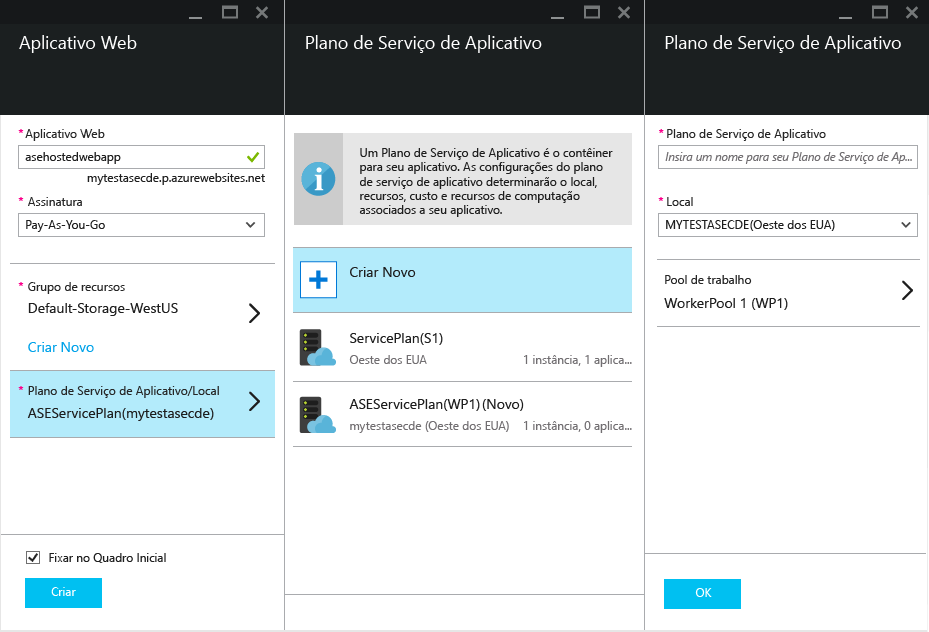 Aplicativo Web
* Aplicativo Web
asehostedwebapp
mytestasecde.p.azurewebsites.net
* Assinatura
Pay-As-You-Go
* Grupo de recursos
Default-Storage-WestUS
Criar Novo
* Plano de Serviço de Aplicativo/Local
ASEServicePlan(mytestasecde)
Fixar no Quadro Inicial
Criar
Plano de Serviço de Aplicativo
Um Plano de Serviço de Aplicativo é o contêiner
para seu aplicativo. As configurações do plano
de serviço de aplicativo determinarão o local,
recursos, custo e recursos de computação
associados a seu aplicativo.
Criar Novo
ServicePlan(S1)
Oeste dos EUA 1 instância, 1 aplica...
ASEServicePlan(WP1) (Novo)
mytestasecde (Oeste dos EUA) 1 instância, 0 aplica...
Plano de Serviço de Aplicativo
* Plano de Serviço de Aplicativo
Insira um nome para seu Plano de Serviço de Ap...
* Local
MYTESTASECDE(Oeste dos EUA)
Pool de trabalho
WorkerPool 1 (WP1)
OK